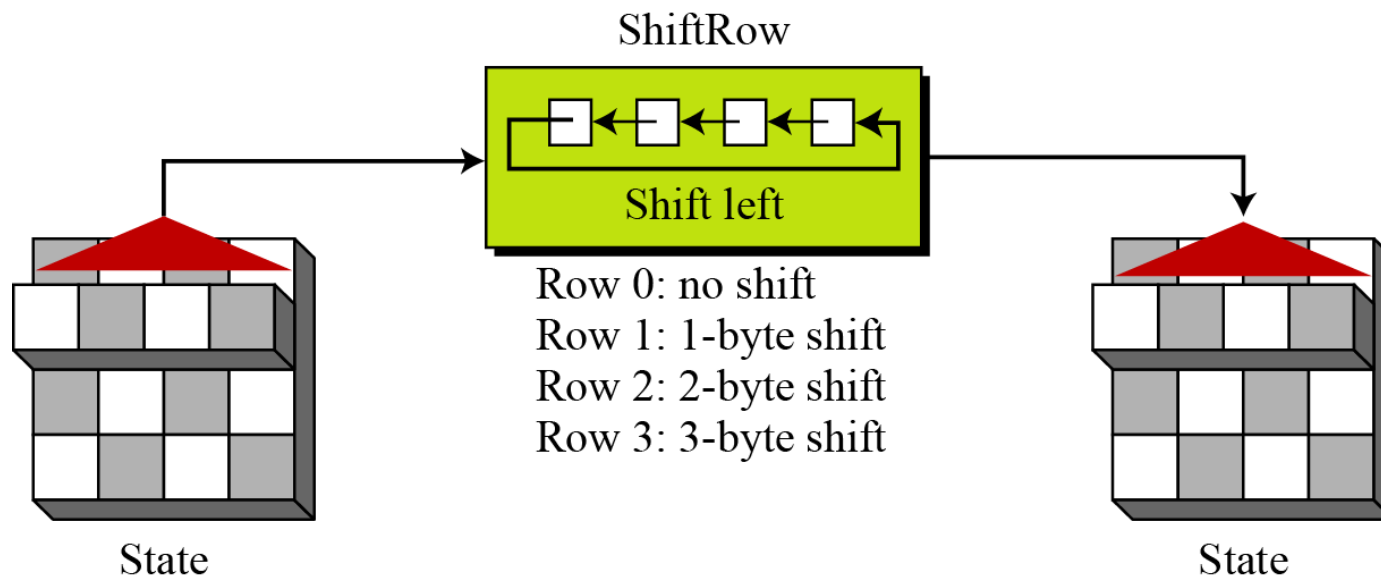 ShiftRow
Shift left
Row 0: no shift
Row 1: 1-byte shift
Row 2: 2-byte shift
Row 3: 3-byte shift
State
State